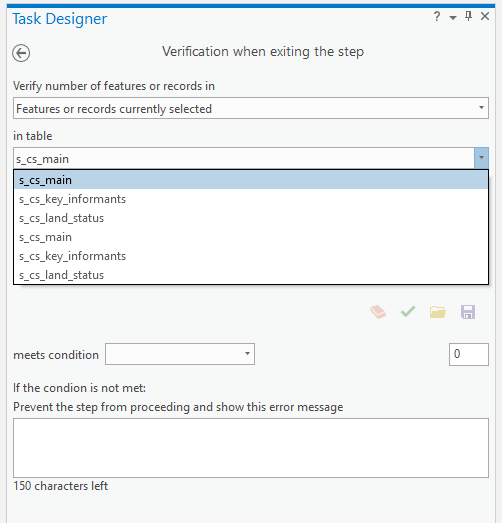 Task Designer
?
Verification when exiting the step
Verify number of features or records in
Features or records currently selected
in table
s_cs_main
s_cs_main
s_cs_key_informants
s_cs_land_status
s_cs_main
s_cs_key_informants
s_cs_land_status
meets condition
0
If the condion is not met:
Prevent the step from proceeding and show this error message
150 characters left